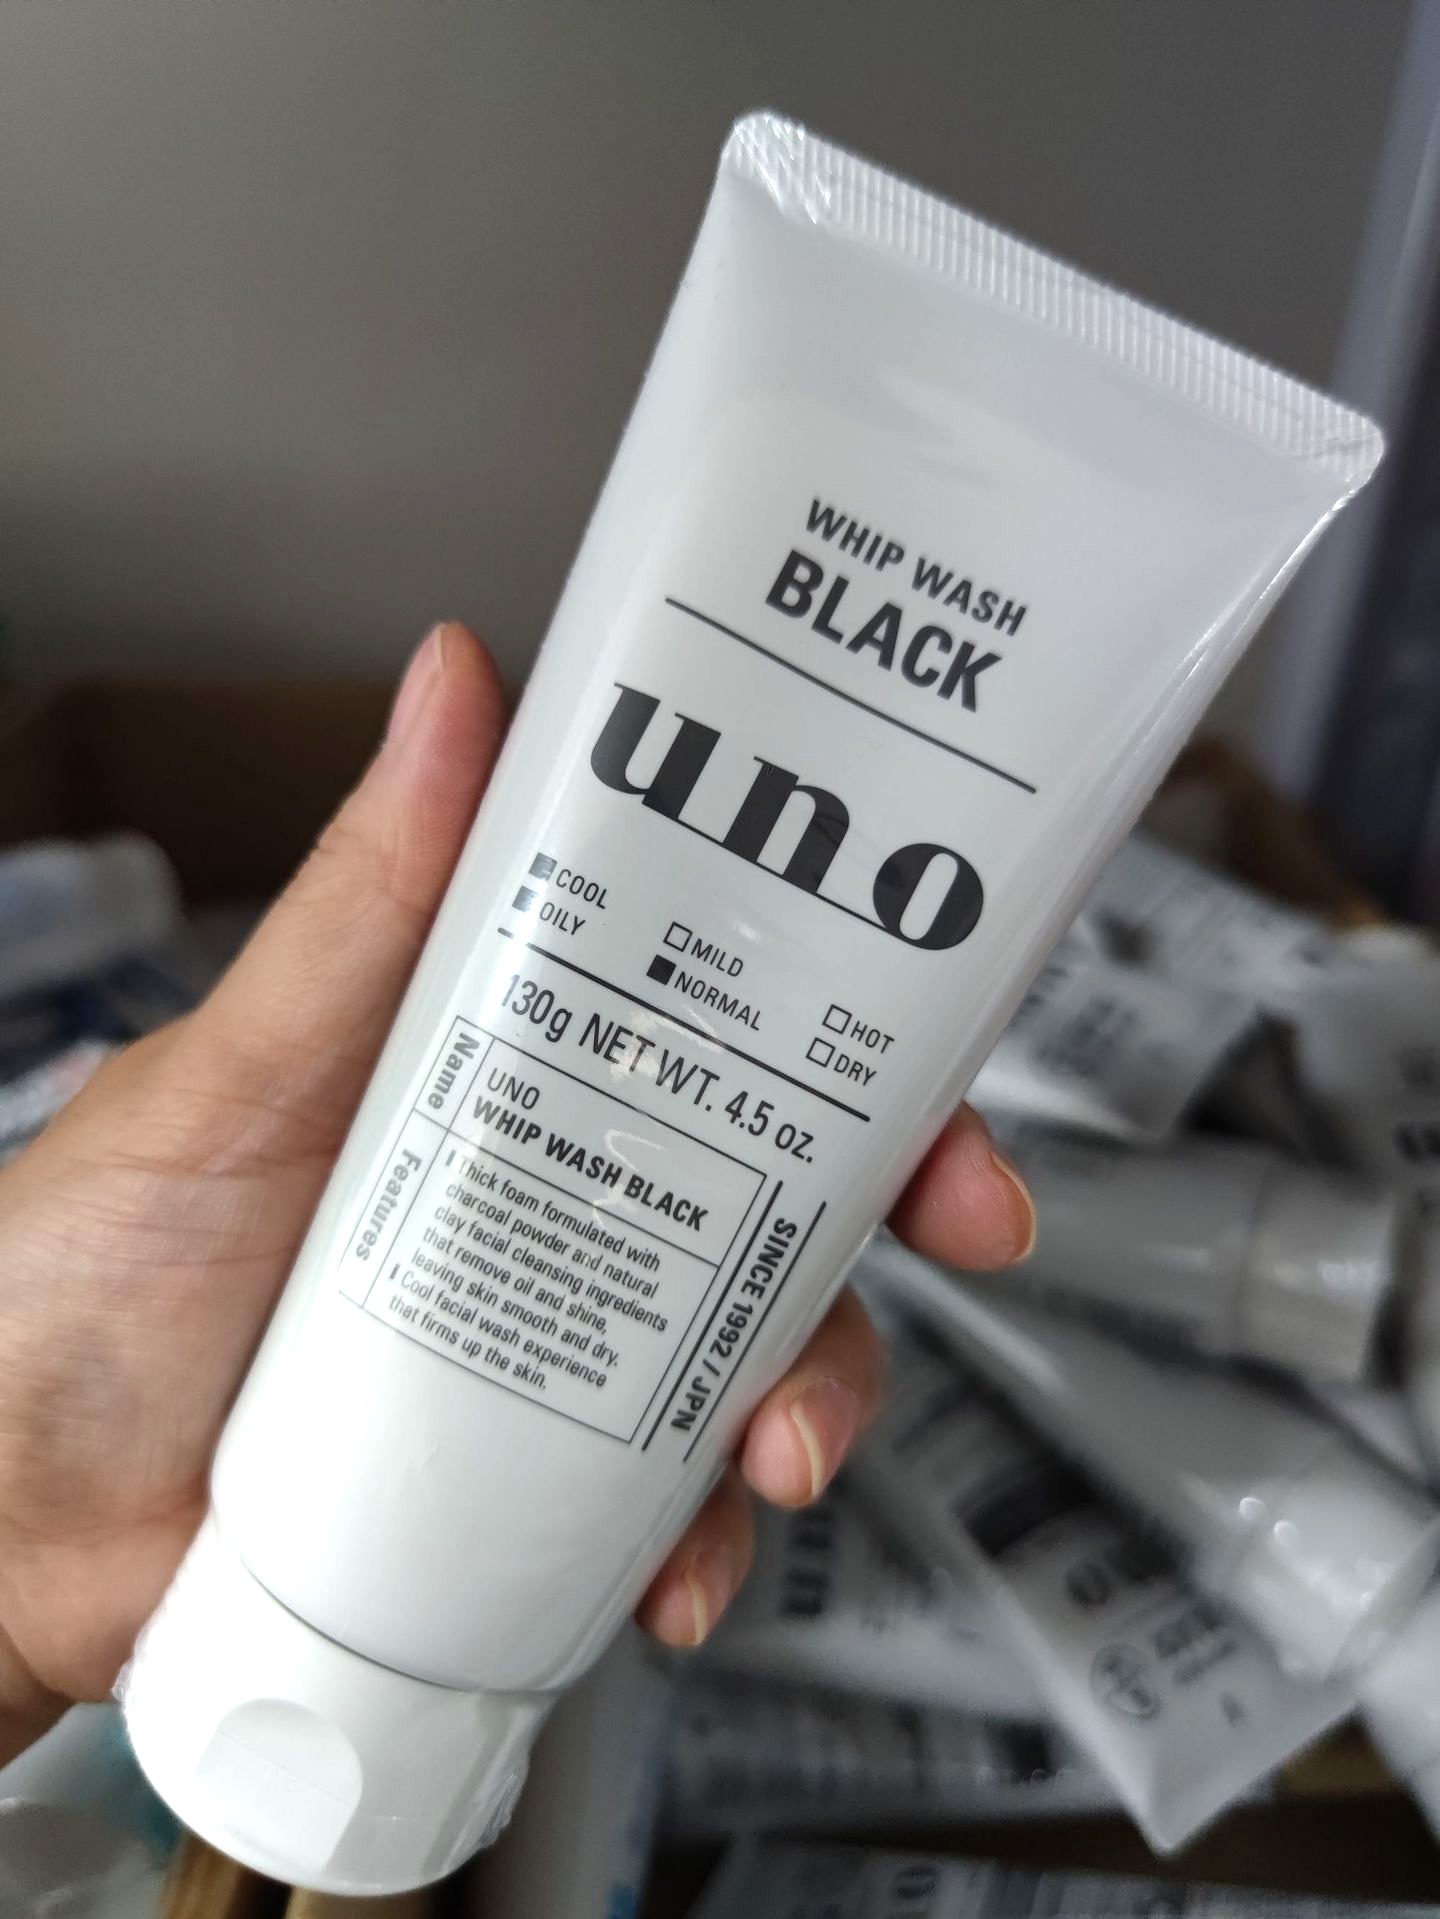 WHIP WASH
BLACK
uno
COOL
MILD
HOT
OILY
NORMAL
DRY
130g NET WT. 4.5 oz.
Name
UNO
WHIP WASH BLACK
Features
Thick foam formulated with
charcoal powder and natural
clay facial cleansing ingredients
that remove oil and shine,
leaving skin smooth and dry.
Cool facial wash experience
that firms up the skin.
SINCE 1992 / JPN